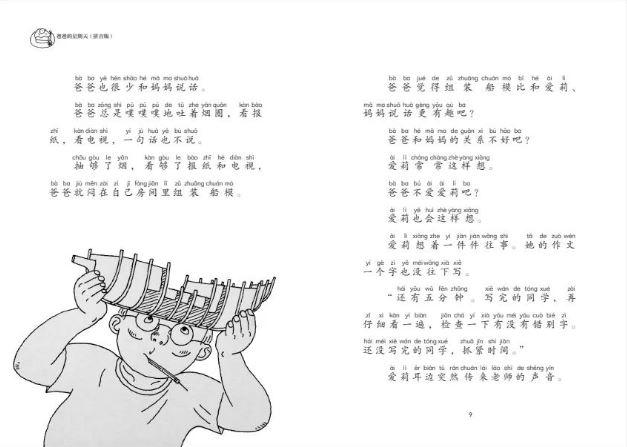 爸爸的星期天（拼音版）
bà ba yě hěn shǎo hé mā ma shuō huà
爸爸也很少和妈妈说话。
bà ba zǒng shì pū pū pū de tǔ zhe yān quān kàn bào
爸爸总是噗噗噗地吐着烟圈，看报
zhǐ kàn diàn shì yí jù huà yě bù shuō
纸，看电视，一句话也不说。
chōu gòu le yān kàn gòu le bào zhǐ hé diàn shì
抽够了烟，看够了报纸和电视，
bà ba jiù mēn zài zì jǐ fáng jiān lǐ zǔ zhuāng chuán mó
爸爸就闷在自己房间里组装船模。
bà ba jué de zǔ zhuāng chuán mó bǐ hé ài lì
爸爸觉得组装船模比和爱莉、
mā ma shuō huà gèng yǒu qù ba
妈妈说话更有趣吧？
bà ba hé mā ma de guān xì bù hǎo ba
爸爸和妈妈的关系不好吧？
ài lì cháng cháng zhè yàng xiǎng
爱莉常常这样想。
bà ba bú ài ài lì ba
爸爸不爱爱莉吧？
ài lì yě huì zhè yàng xiǎng
爱莉也会这样想。
ài lì xiǎng zhe yí jiàn jiàn wǎng shì tā de zuò wén
爱莉想着一件件往事。她的作文
yí gè zì yě méi wǎng xià xiě
一个字也没往下写。
hái yǒu wǔ fēn zhōng xiě wán de tóng xué zài
“还有五分钟。写完的同学，再
zǐ xì kàn yí biàn jiǎn chá yí xià yǒu méi yǒu cuò bié zì
仔细看一遍，检查一下有没有错别字。
hái méi xiě wán de tóng xué zhuā jǐn shí jiān
还没写完的同学，抓紧时间。”
ài lì ěr biān tū rán chuán lái lǎo shī de shēng yīn
爱莉耳边突然传来老师的声音。
9